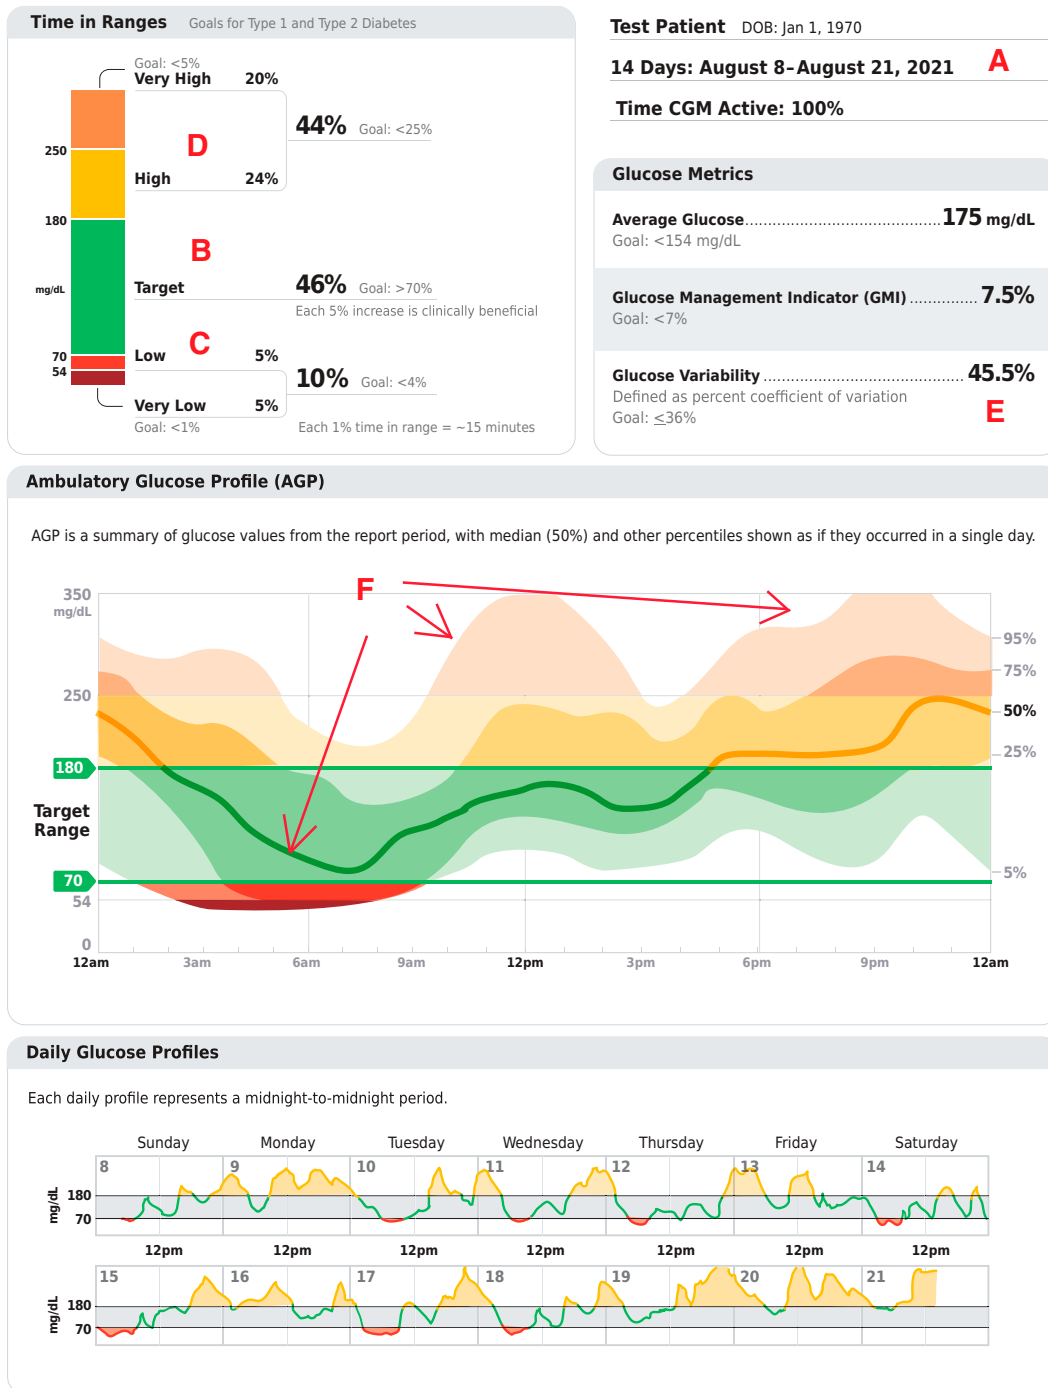 Time in Ranges Goals for Type 1 and Type 2 Diabetes
Goal: <5%
Very High 20%
44% Goal: <25%
D
250
High 24%
180
B
mg/dL
Target 46% Goal: >70%
Each 5% increase is clinically beneficial
C
70
Low 5%
54
10% Goal: <4%
Very Low 5%
Goal: <1%
Each 1% time in range = ~15 minutes
Test Patient DOB: Jan 1, 1970
14 Days: August 8–August 21, 2021 A
Time CGM Active: 100%
Glucose Metrics
Average Glucose 175 mg/dL
Goal: <154 mg/dL
Glucose Management Indicator (GMI) 7.5%
Goal: <7%
Glucose Variability 45.5%
Defined as percent coefficient of variation
Goal: ≤36%
E
Ambulatory Glucose Profile (AGP)
AGP is a summary of glucose values from the report period, with median (50%) and other percentiles shown as if they occurred in a single day.
F
350
mg/dL
95%
75%
250
50%
25%
180
Target
Range
70
5%
54
0
12am 3am 6am 9am 12pm 3pm 6pm 9pm 12am
Daily Glucose Profiles
Each daily profile represents a midnight-to-midnight period.
Sunday Monday Tuesday Wednesday Thursday Friday Saturday
8 9 10 11 12 13 14
mg/dL
180
70
12pm 12pm 12pm 12pm 12pm 12pm 12pm
15 16 17 18 19 20 21
mg/dL
180
70